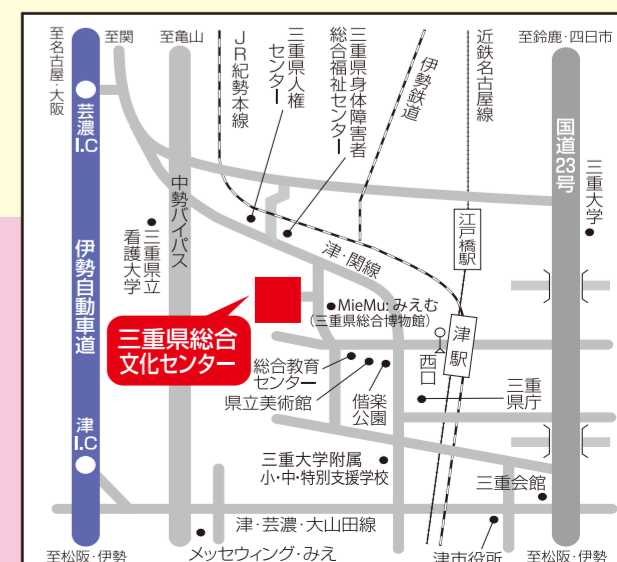 至名古屋・大阪
至関
至亀山
JR紀勢本線
三重県人権
センター
三重県身体障害者
総合福祉センター
伊勢鉄道
近鉄名古屋線
至鈴鹿・四日市
芸濃
I.C
国道23号
三重大学
中勢バイパス
江戸橋駅
三重県立
看護大学
津・関線
伊勢自動車道
MieMu:みえむ
(三重県総合博物館)
三重県総合
文化センター
津駅
西口
総合教育
センター
県立美術館
偕楽
公園
三重
県庁
津
I.C
三重大学附属
小・中・特別支援学校
三重会館
津・芸濃・大山田線
至松阪・伊勢
メッセウィング・みえ
津市役所
至松阪・伊勢